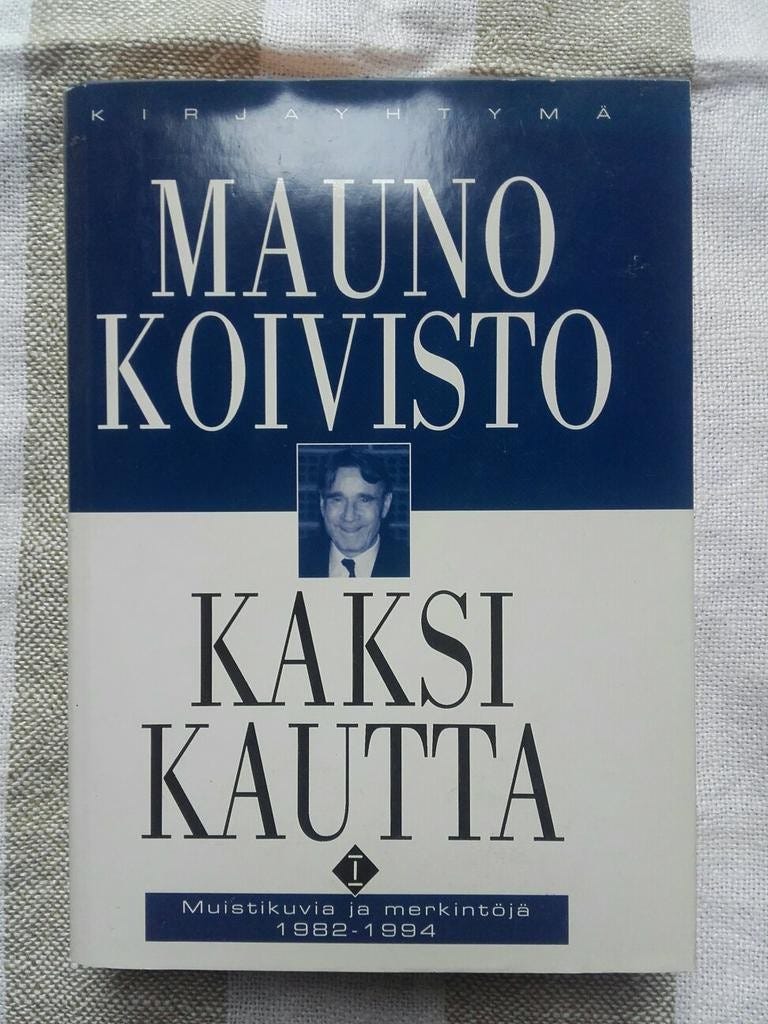 KIRJAYHTYMÄ
MAUNO
KOIVISTO
KAKSI
KAUTTA
I
Muistikuvia ja merkintöjä
1982-1994